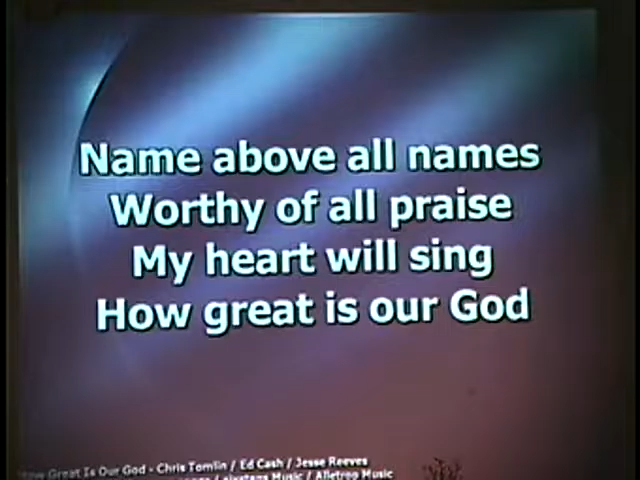 Name above all names
Worthy of all praise
My heart will sing
How great is our God
How Great Is Our God - Chris Tomlin / Ed Cash / Jesse Reeves
Music / Alletrop Music